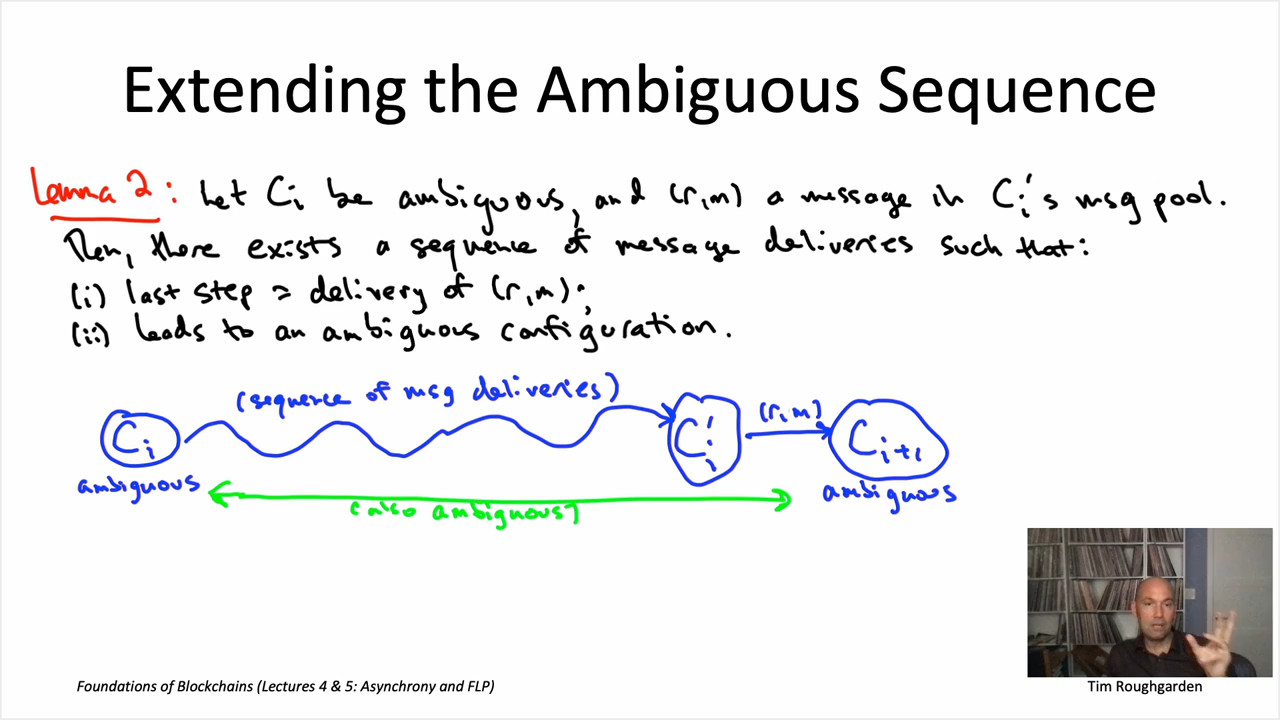 Extending the Ambiguous Sequence
Lemma 2: Let Ci be ambiguous, and (r,m) a message in Ci's msg pool.
Then, there exists a sequence of message deliveries such that:
(i) last step = delivery of (r,m);
(ii) leads to an ambiguous configuration.
(sequence of msg deliveries)
Ci
Ci'
(r,m)
Ci+1
ambiguous
(also ambiguous)
ambiguous
Foundations of Blockchains (Lectures 4 & 5: Asynchrony and FLP)
Tim Roughgarden